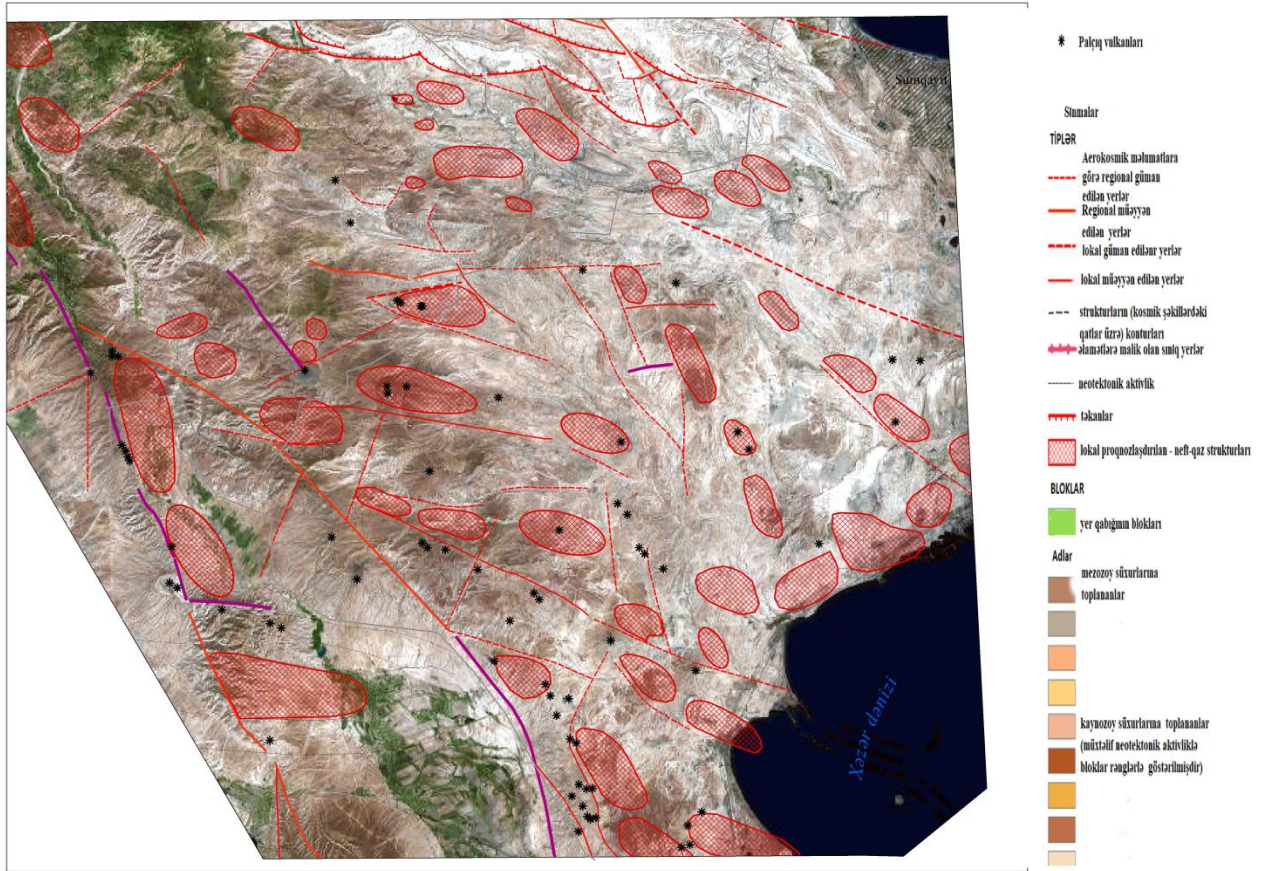 Sumqayıt
Xəzər dənizi
Palçıq vulkanları
Sınmalar
TİPLƏR
Aerokosmik məlumatlara
görə regional güman
edilən yerlər
Regional müəyyən
edilən yerlər
lokal güman edilənr yerlər
lokal müəyyən edilən yerlər
strukturların (kosmik şəkillərdəki
qatlar üzrə) konturları
əlamətlərə malik olan sınıq yerlər
neotektonik aktivlik
təkanlar
lokal proqnozlaşdırılan - neft-qaz strukturları
BLOKLAR
yer qabığının blokları
Adlar
mezozoy süxurlarına
toplananlar
kaynozoy süxurlarına toplananlar
(müxtəlif neotektonik aktivliklə
bloklar rənglərlə göstərilmişdir)